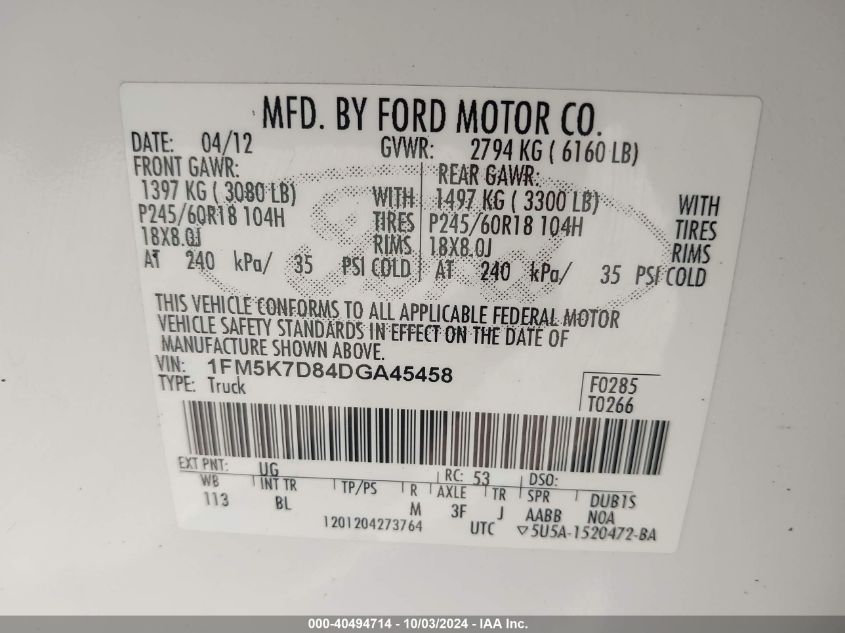 MFD. BY FORD MOTOR CO.
DATE: 04/12 GVWR: 2794 KG ( 6160 LB)
FRONT GAWR: REAR GAWR:
1397 KG ( 3080 LB) WITH 1497 KG ( 3300 LB) WITH
P245/60R18 104H TIRES P245/60R18 104H TIRES
18X8.0J RIMS 18X8.0J RIMS
AT 240 kPa/ 35 PSI COLD AT 240 kPa/ 35 PSI COLD
Ford
THIS VEHICLE CONFORMS TO ALL APPLICABLE FEDERAL MOTOR
VEHICLE SAFETY STANDARDS IN EFFECT ON THE DATE OF
MANUFACTURE SHOWN ABOVE.
VIN: 1FM5K7D84DGA45458
TYPE: Truck
F0285
T0266
EXT PNT: UG RC: 53 DSO:
WB INT TR TP/PS R AXLE TR SPR DUB1S
113 BL M 3F J AABB N0A
1201204273764 UTC ▽5U5A-1520472-BA
000-40494714 - 10/03/2024 - IAA Inc.